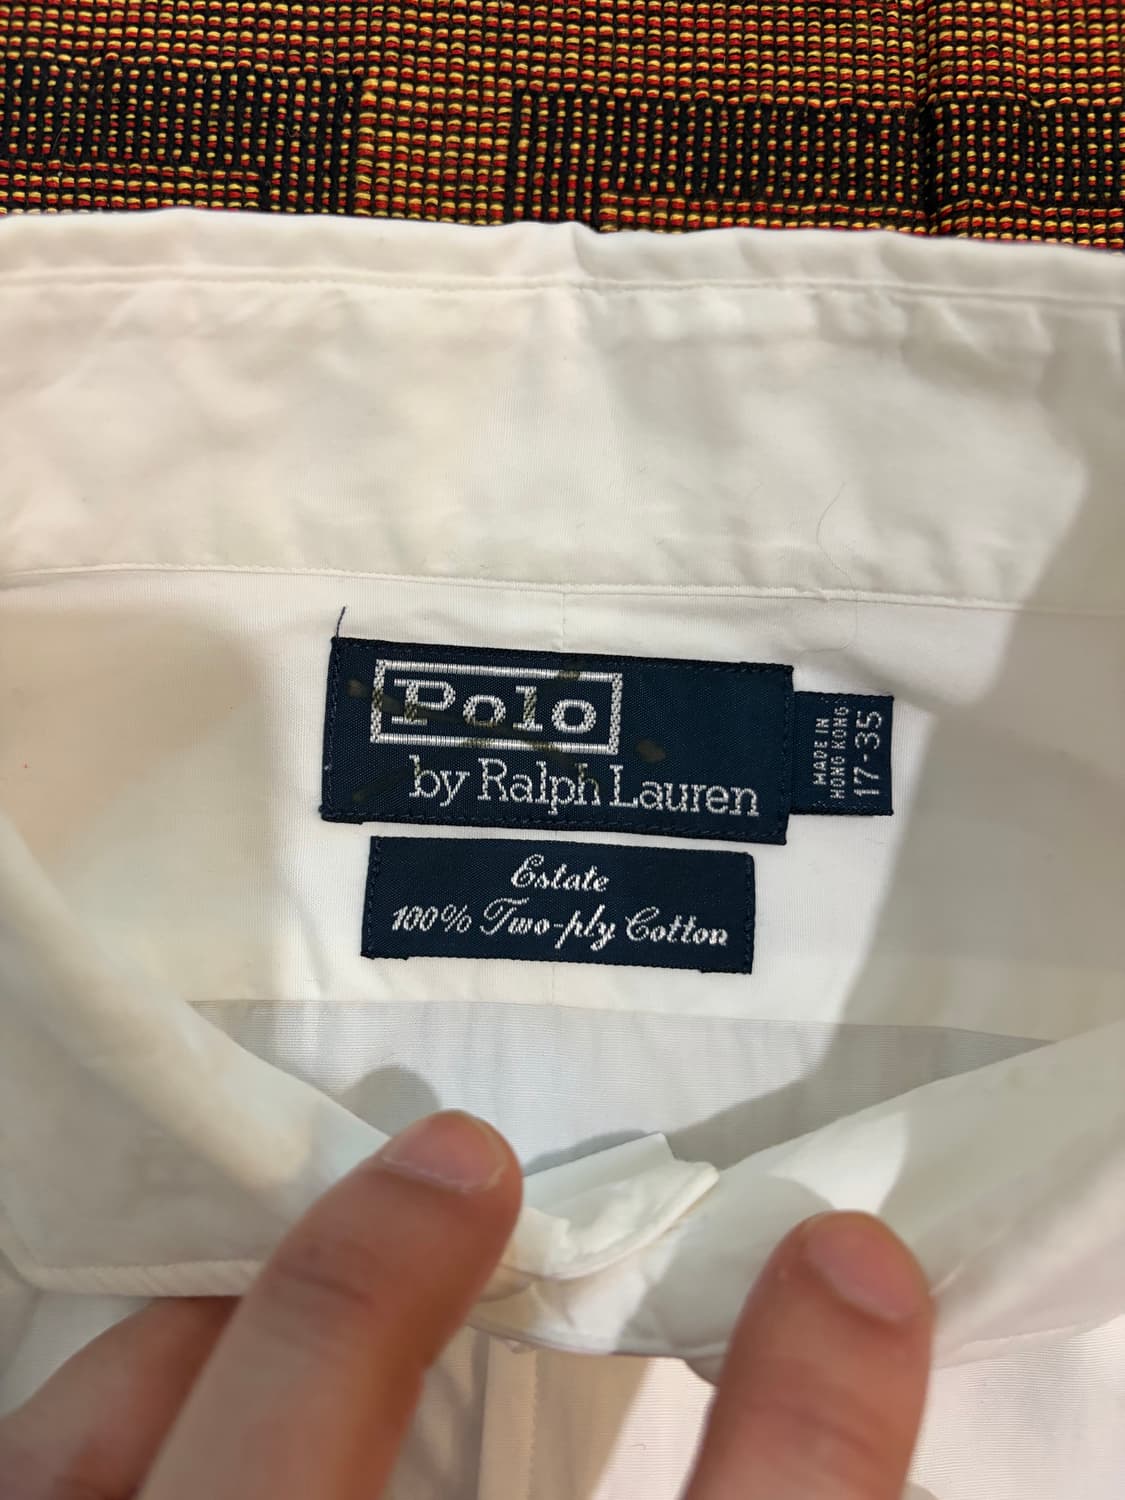 Polo
by Ralph Lauren
MADE IN
HONG KONG
17-35
Estate
100% Two-ply Cotton